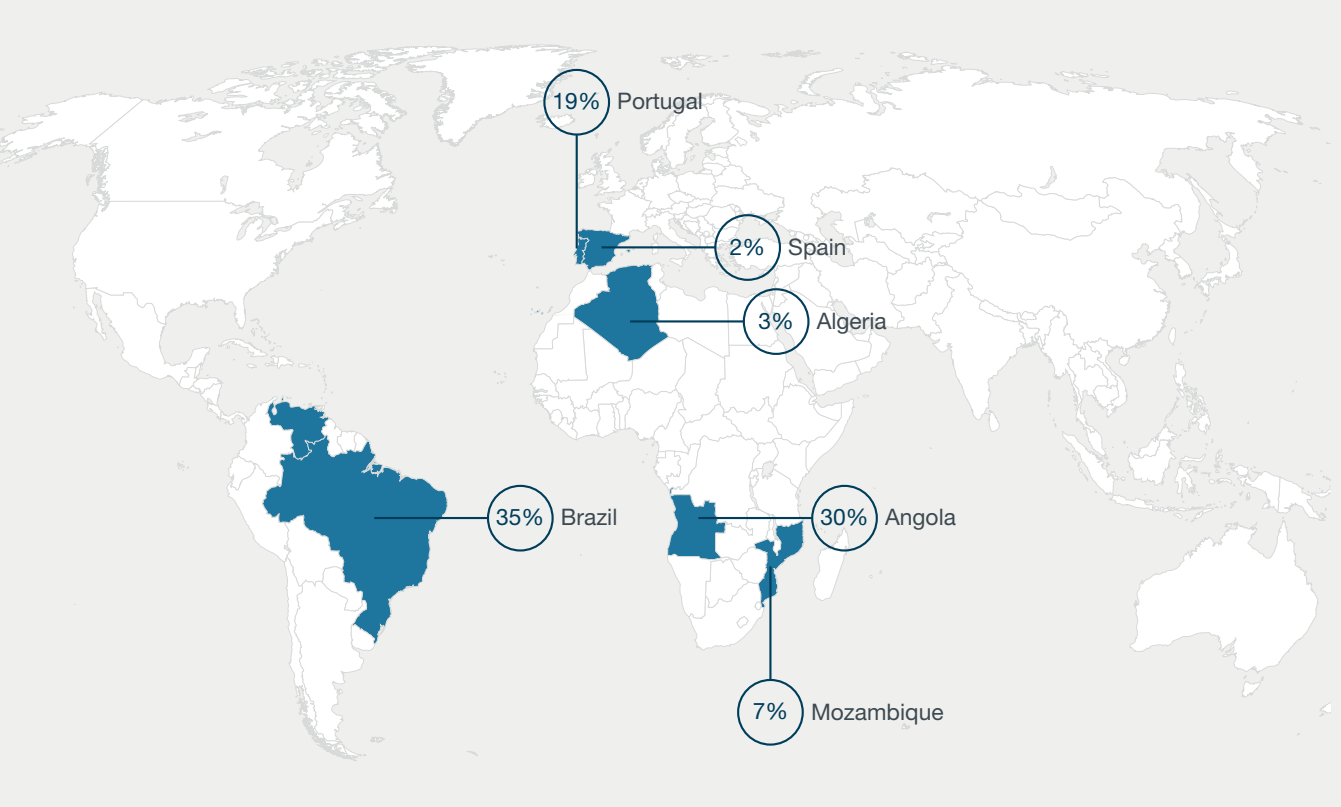 19% Portugal
2% Spain
3% Algeria
35% Brazil
30% Angola
7% Mozambique